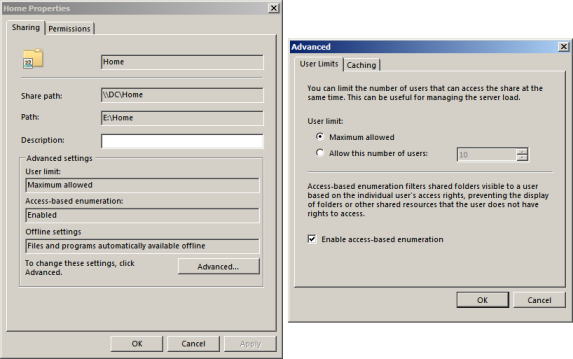 Home Properties
Sharing
Permissions
Home
Share path:
\\DC\Home
Path:
E:\Home
Description:
Advanced settings
User limit:
Maximum allowed
Access-based enumeration:
Enabled
Offline settings
Files and programs automatically available offline
To change these settings, click
Advanced.
Advanced...
OK
Cancel
Apply
Advanced
User Limits
Caching
You can limit the number of users that can access the share at
the same time. This can be useful for managing the server load.
User limit:
Maximum allowed
Allow this number of users:
10
Access-based enumeration filters shared folders visible to a user
based on the individual user's access rights, preventing the display
of folders or other shared resources that the user does not have
rights to access.
Enable access-based enumeration
OK
Cancel